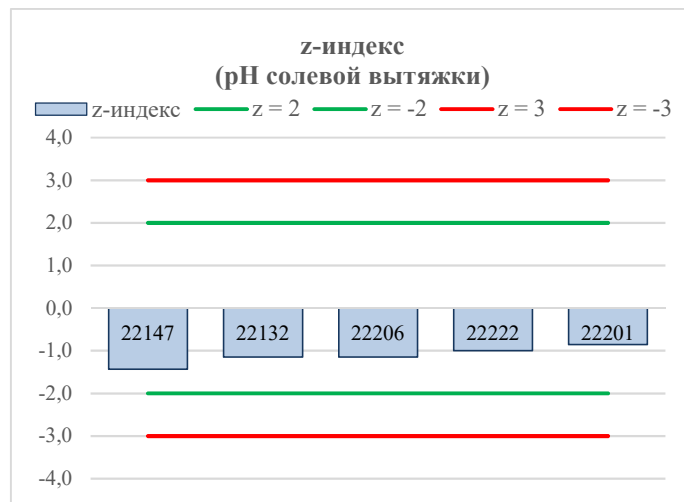 z-индекс
(pH солевой вытяжки)
z-индекс z = 2 z = -2 z = 3 z = -3
4,0
3,0
2,0
1,0
0,0
22147 22132 22206 22222 22201
-1,0
-2,0
-3,0
-4,0